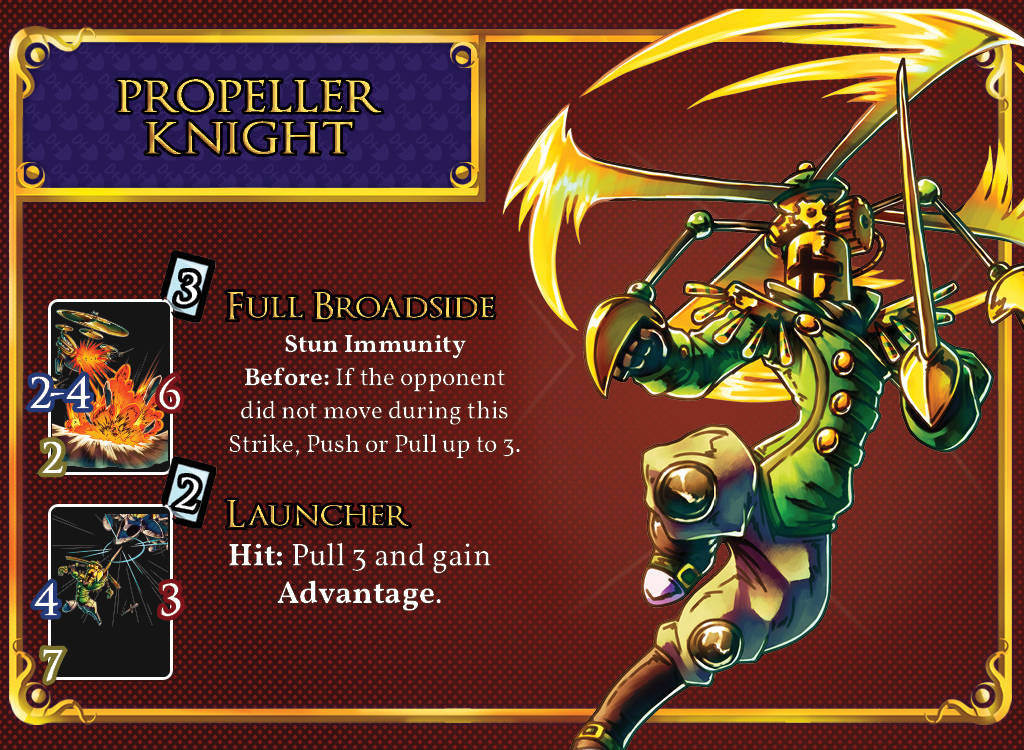 PROPELLER
KNIGHT
3
FULL BROADSIDE
Stun Immunity
Before: If the opponent
did not move during this
Strike, Push or Pull up to 3.
2-4
6
2
2
LAUNCHER
Hit: Pull 3 and gain
Advantage.
4
3
7